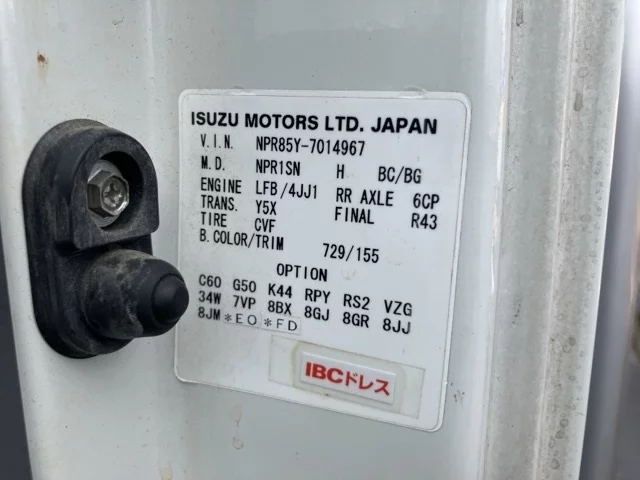 ISUZU MOTORS LTD. JAPAN
V.I.N. NPR85Y-7014967
M.D. NPR1SN H BC/BG
ENGINE LFB/4JJ1 RR AXLE 6CP
TRANS. Y5X FINAL R43
TIRE CVF
B.COLOR/TRIM 729/155
OPTION
C60 G50 K44 RPY RS2 VZG
34W 7VP 8BX 8GJ 8GR 8JJ
8JM *EO *FD
IBCドレス